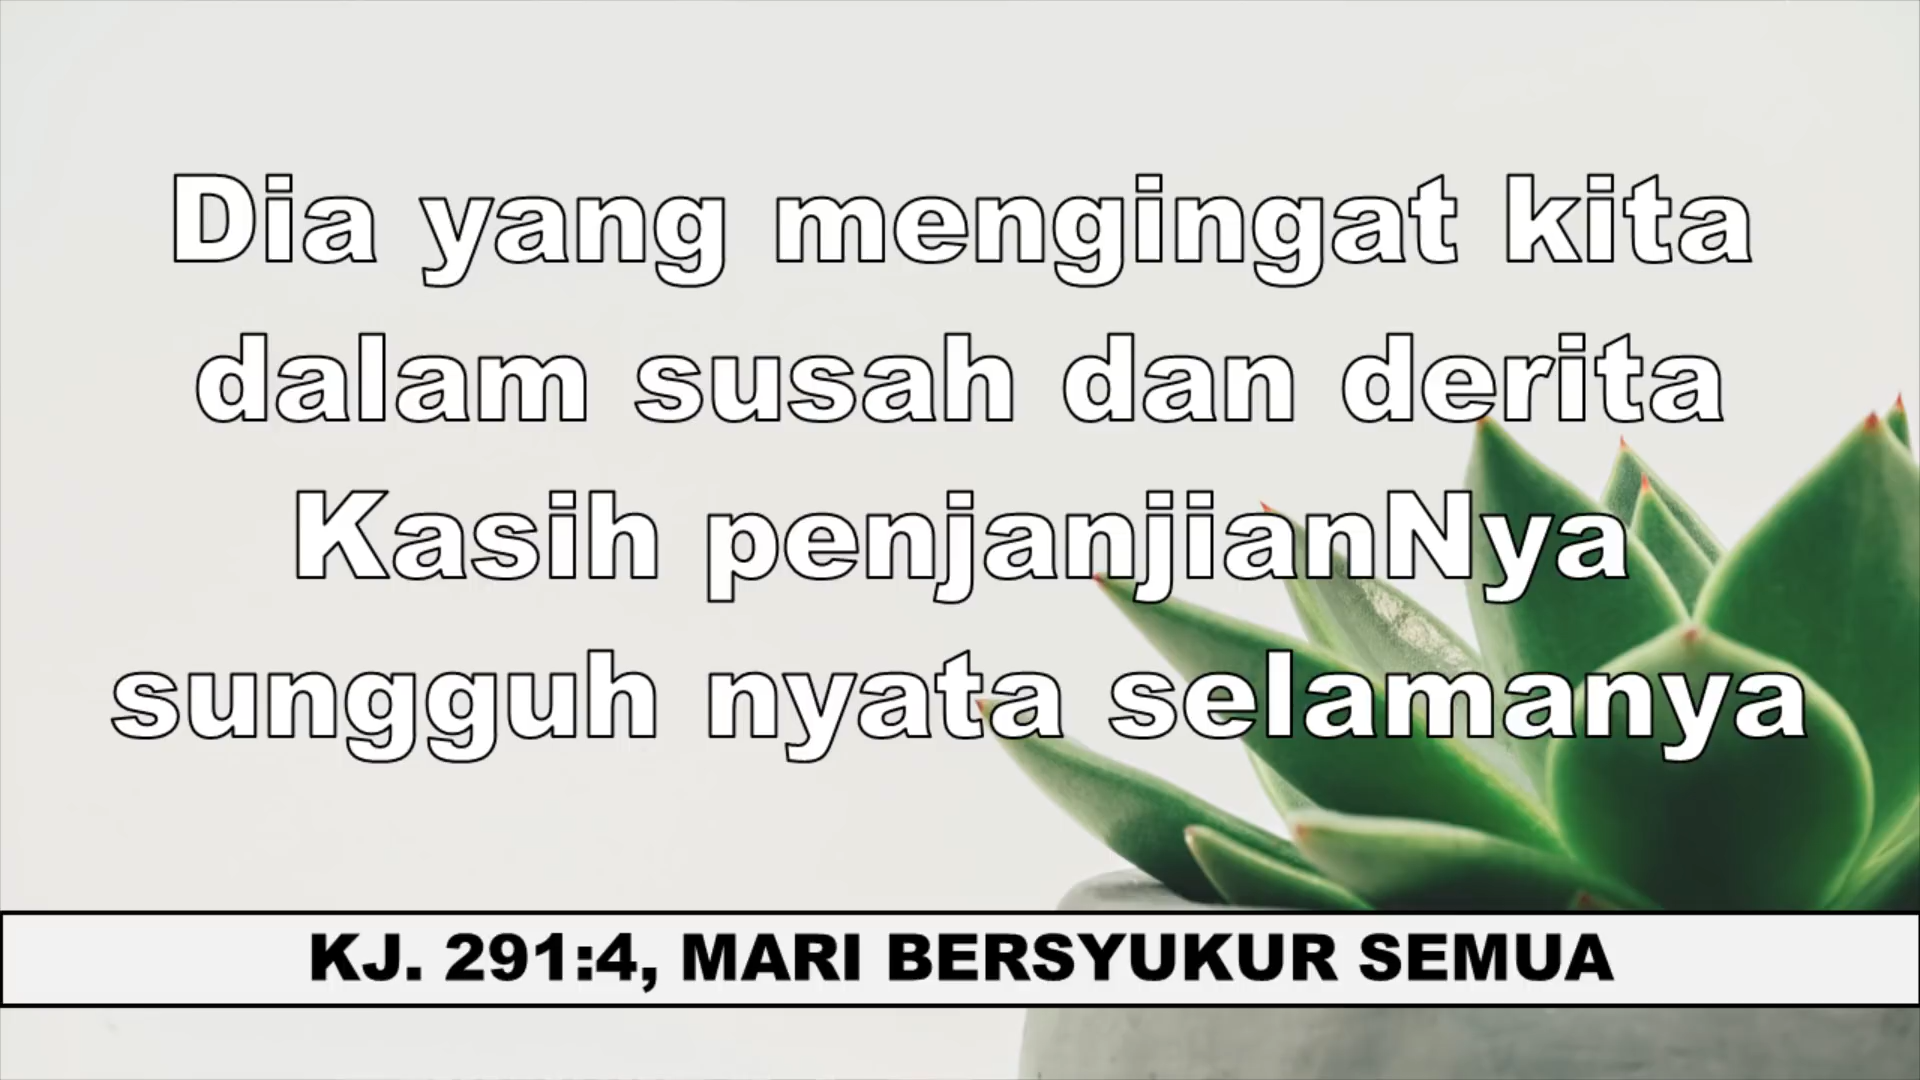 Dia yang mengingat kita
dalam susah dan derita
Kasih penjanjianNya
sungguh nyata selamanya
KJ. 291:4, MARI BERSYUKUR SEMUA